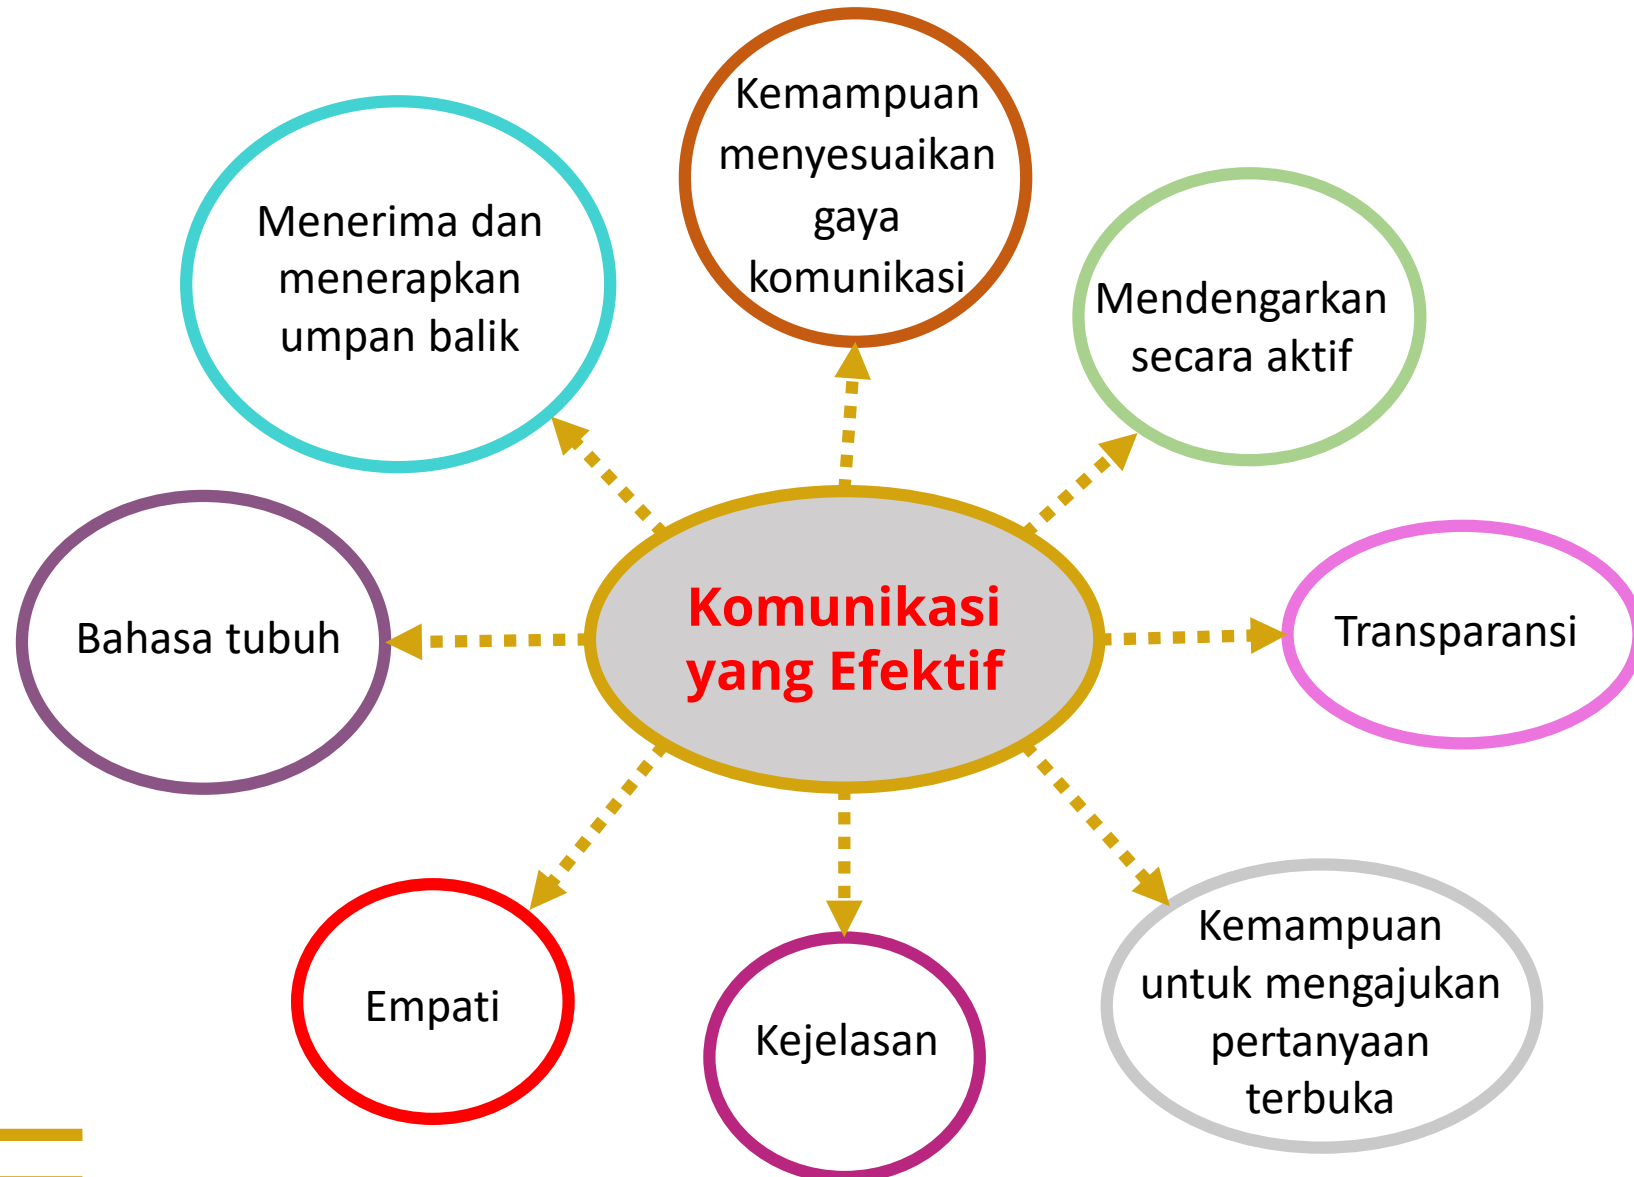 Kemampuan
menyesuaikan
gaya
komunikasi
Menerima dan
menerapkan
umpan balik
Mendengarkan
secara aktif
Komunikasi
yang Efektif
Bahasa tubuh
Transparansi
Empati
Kejelasan
Kemampuan
untuk mengajukan
pertanyaan
terbuka